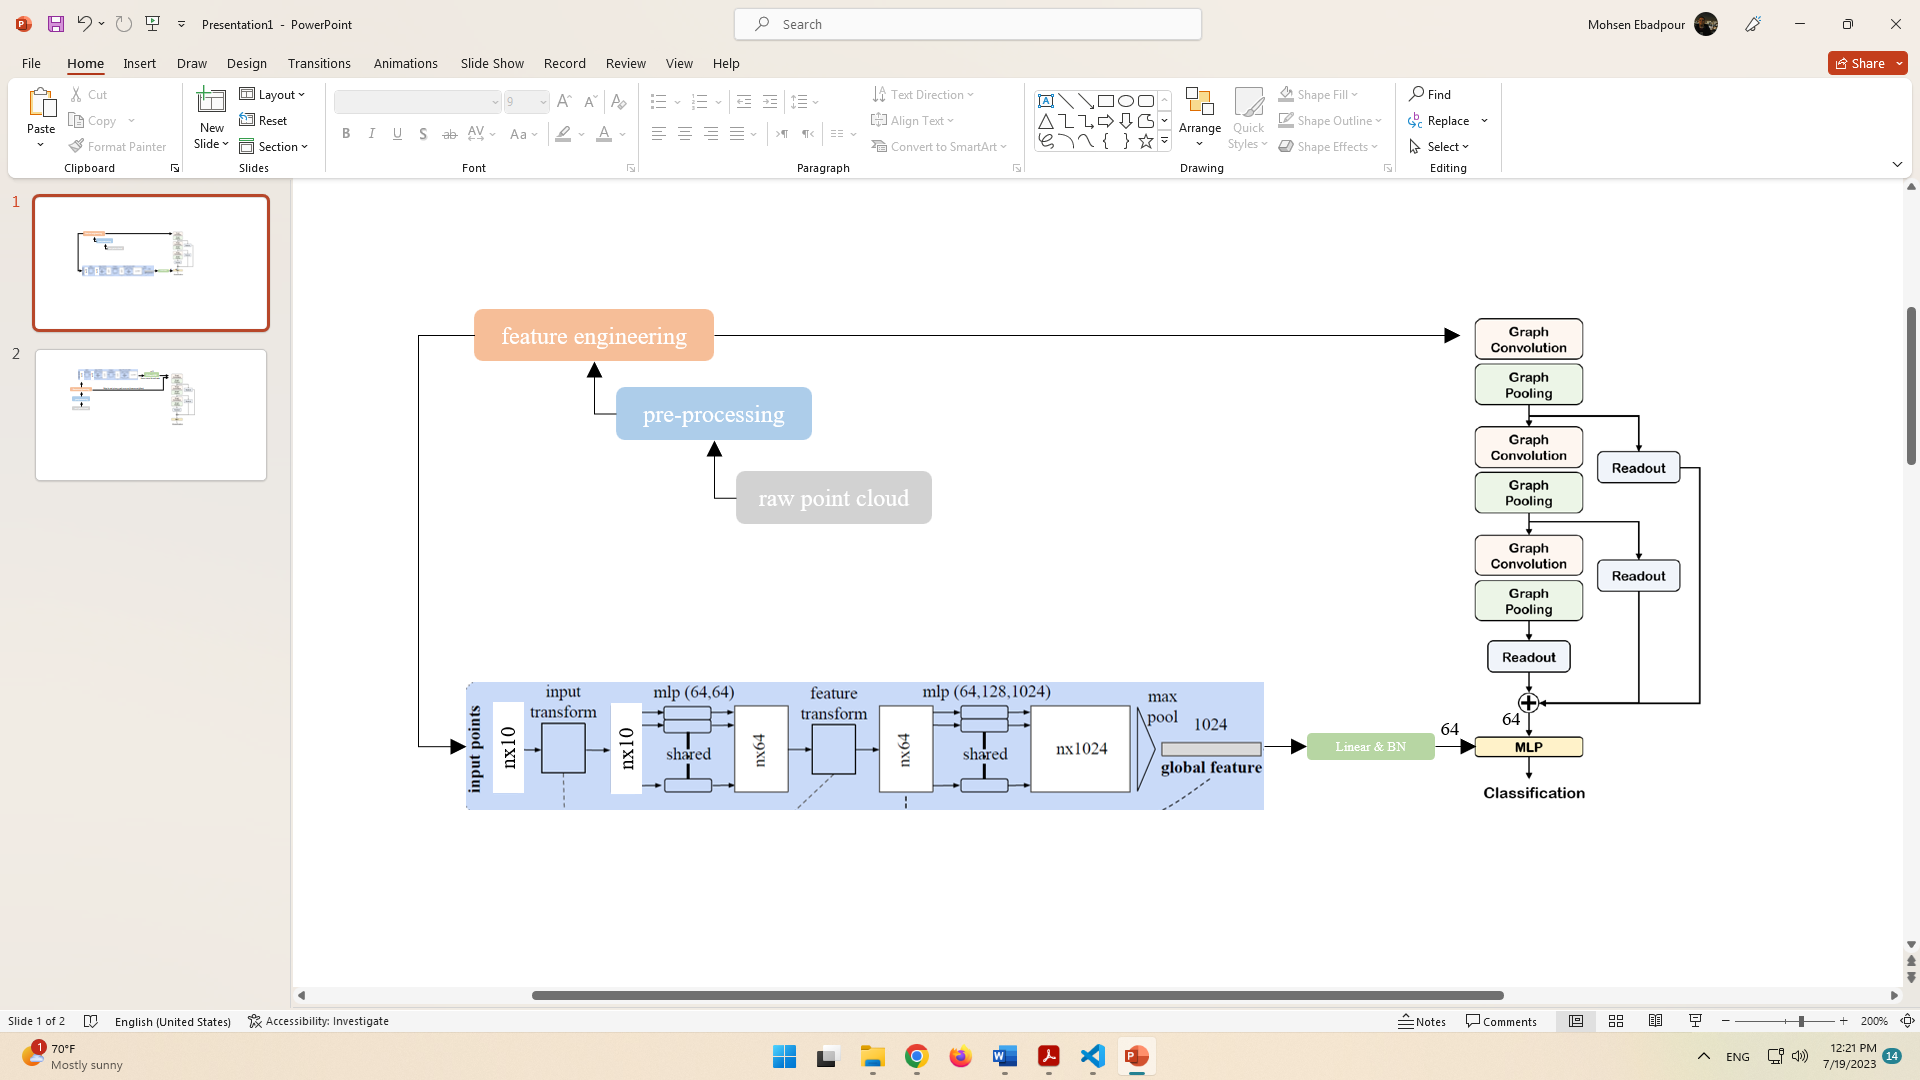 Presentation1 - PowerPoint
Search
Mohsen Ebadpour
File Home Insert Draw Design Transitions Animations Slide Show Record Review View Help
Share
Paste
Cut
Copy
Format Painter
Clipboard
New
Slide
Layout
Reset
Section
Slides
9
Aa
Font
Text Direction
Align Text
Convert to SmartArt
Paragraph
Arrange
Quick
Styles
Shape Fill
Shape Outline
Shape Effects
Drawing
Find
Replace
Select
Editing
1
2
feature engineering
pre-processing
raw point cloud
Graph
Convolution
Graph
Pooling
Graph
Convolution
Readout
Graph
Pooling
Graph
Convolution
Readout
Graph
Pooling
Readout
64
MLP
Classification
input points
nx10
input
transform
nx10
mlp (64,64)
shared
nx64
feature
transform
nx64
mlp (64,128,1024)
shared
nx1024
max
pool
1024
global feature
Linear & BN
64
Slide 1 of 2
English (United States)
Accessibility: Investigate
Notes
Comments
200%
1
70°F
Mostly sunny
ENG
12:21 PM
7/19/2023
14